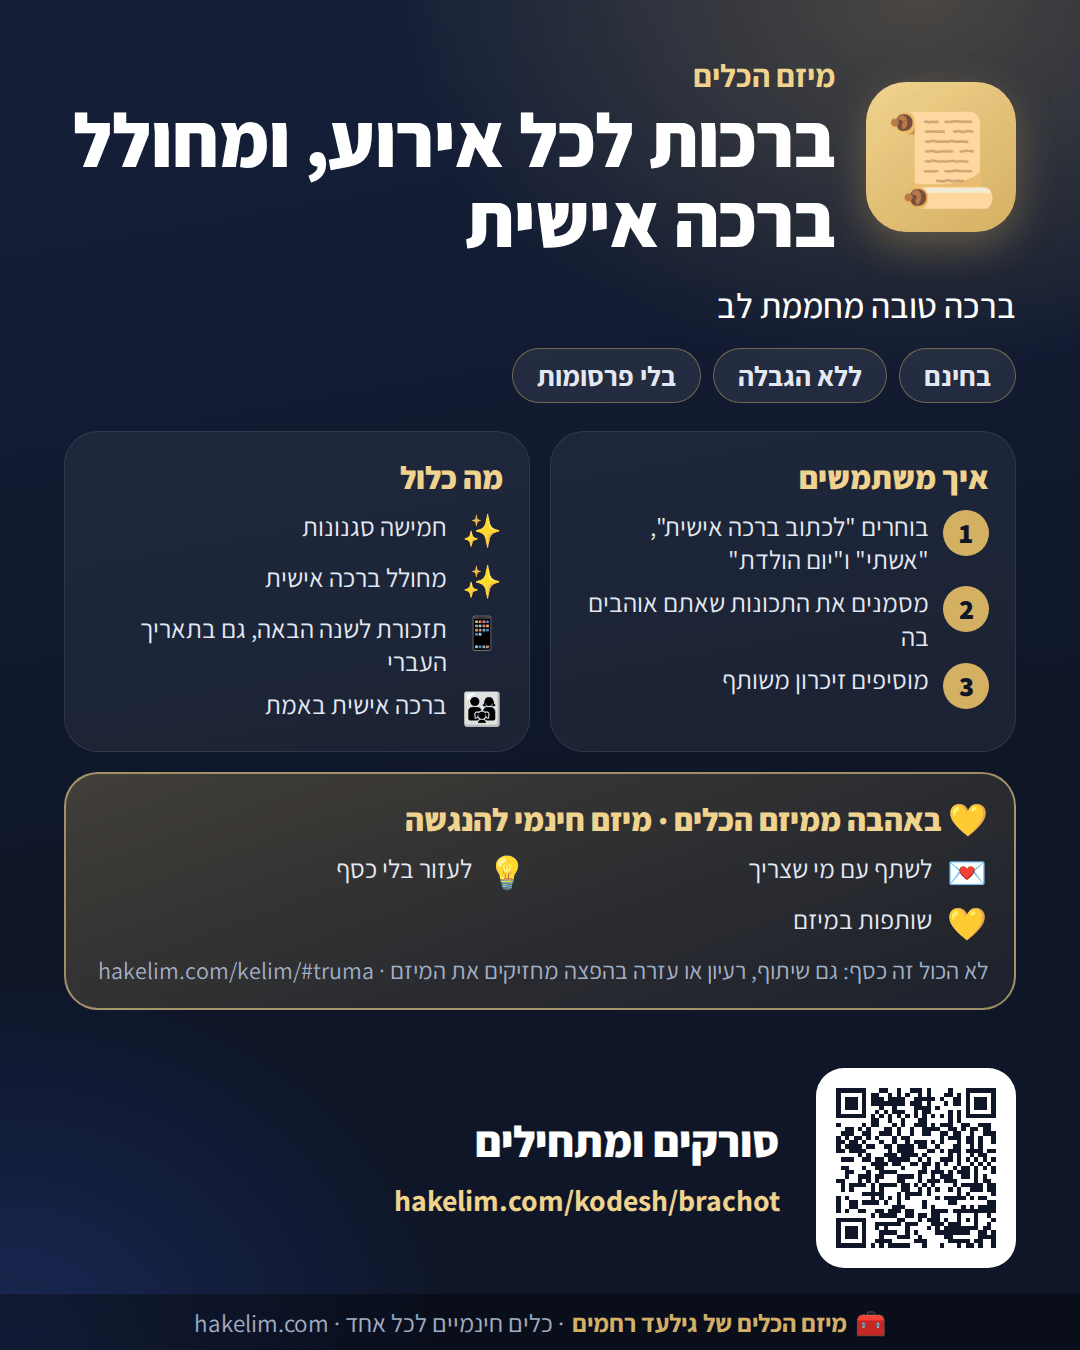 מיזם הכלים
ברכות לכל אירוע, ומחולל
ברכה אישית
ברכה טובה מחממת לב
בחינם
ללא הגבלה
בלי פרסומות
איך משתמשים
1 בוחרים "לכתוב ברכה אישית",
"אשתי" ו"יום הולדת"
2 מסמנים את התכונות שאתם אוהבים
בה
3 מוסיפים זיכרון משותף
מה כלול
חמישה סגנונות
מחולל ברכה אישית
תזכורת לשנה הבאה, גם בתאריך
העברי
ברכה אישית באמת
באהבה ממיזם הכלים · מיזם חינמי להנגשה
לשתף עם מי שצריך
לעזור בלי כסף
שותפות במיזם
לא הכול זה כסף: גם שיתוף, רעיון או עזרה בהפצה מחזיקים את המיזם · hakelim.com/kelim/#truma
סורקים ומתחילים
hakelim.com/kodesh/brachot
מיזם הכלים של גילעד רחמים · כלים חינמיים לכל אחד · hakelim.com